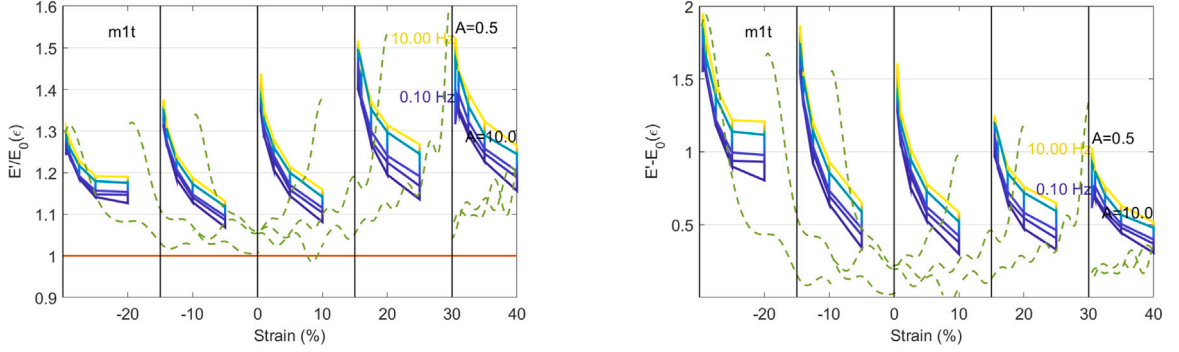 1.6
1.5
1.4
1.3
1.2
1.1
1
0.9
m1t
10.00 Hz
A=0.5
0.10 Hz
A=10.0
-20 -10 0 10 20 30 40
Strain (%)
E'/E0(ϵ)
2
1.5
1
0.5
m1t
10.00 Hz
A=0.5
0.10 Hz
A=10.0
-20 -10 0 10 20 30 40
Strain (%)
E'-E0(ϵ)